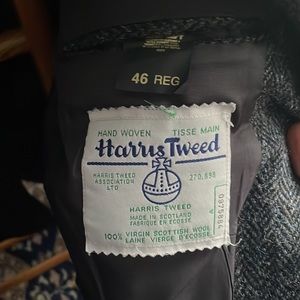 46 REG
HAND WOVEN TISSE MAIN
Harris Tweed
HARRIS TWEED
ASSOCIATION
LTD
270,898
HARRIS TWEED
MADE IN SCOTLAND
FABRIQUE EN ECOSSE
100% VIRGIN SCOTTISH WOOL
LAINE VIERGE D'ECOSSE